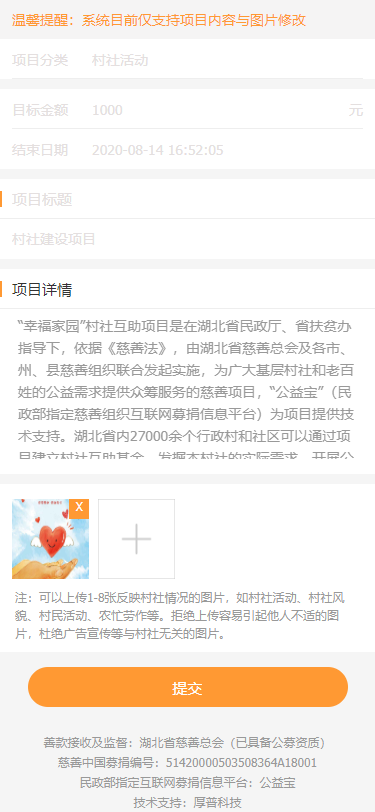 温馨提醒：系统目前仅支持项目内容与图片修改
项目分类 村社活动
目标金额 1000 元
结束日期 2020-08-14 16:52:05
项目标题
村社建设项目
项目详情
“幸福家园”村社互助项目是在湖北省民政厅、省扶贫办
指导下，依据《慈善法》，由湖北省慈善总会及各市、
州、县慈善组织联合发起实施，为广大基层村社和老百
姓的公益需求提供众筹服务的慈善项目，“公益宝”（民
政部指定慈善组织互联网募捐信息平台）为项目提供技
术支持。湖北省内27000余个行政村和社区可以通过项
目建立村社互助基金，发掘本村社的实际需求，开展公
X
注：可以上传1-8张反映村社情况的图片，如村社活动、村社风
貌、村民活动、农忙劳作等。拒绝上传容易引起他人不适的图
片，杜绝广告宣传等与村社无关的图片。
提交
善款接收及监督：湖北省慈善总会（已具备公募资质）
慈善中国募捐编号：51420000503508364A18001
民政部指定互联网募捐信息平台：公益宝
技术支持：厚普科技